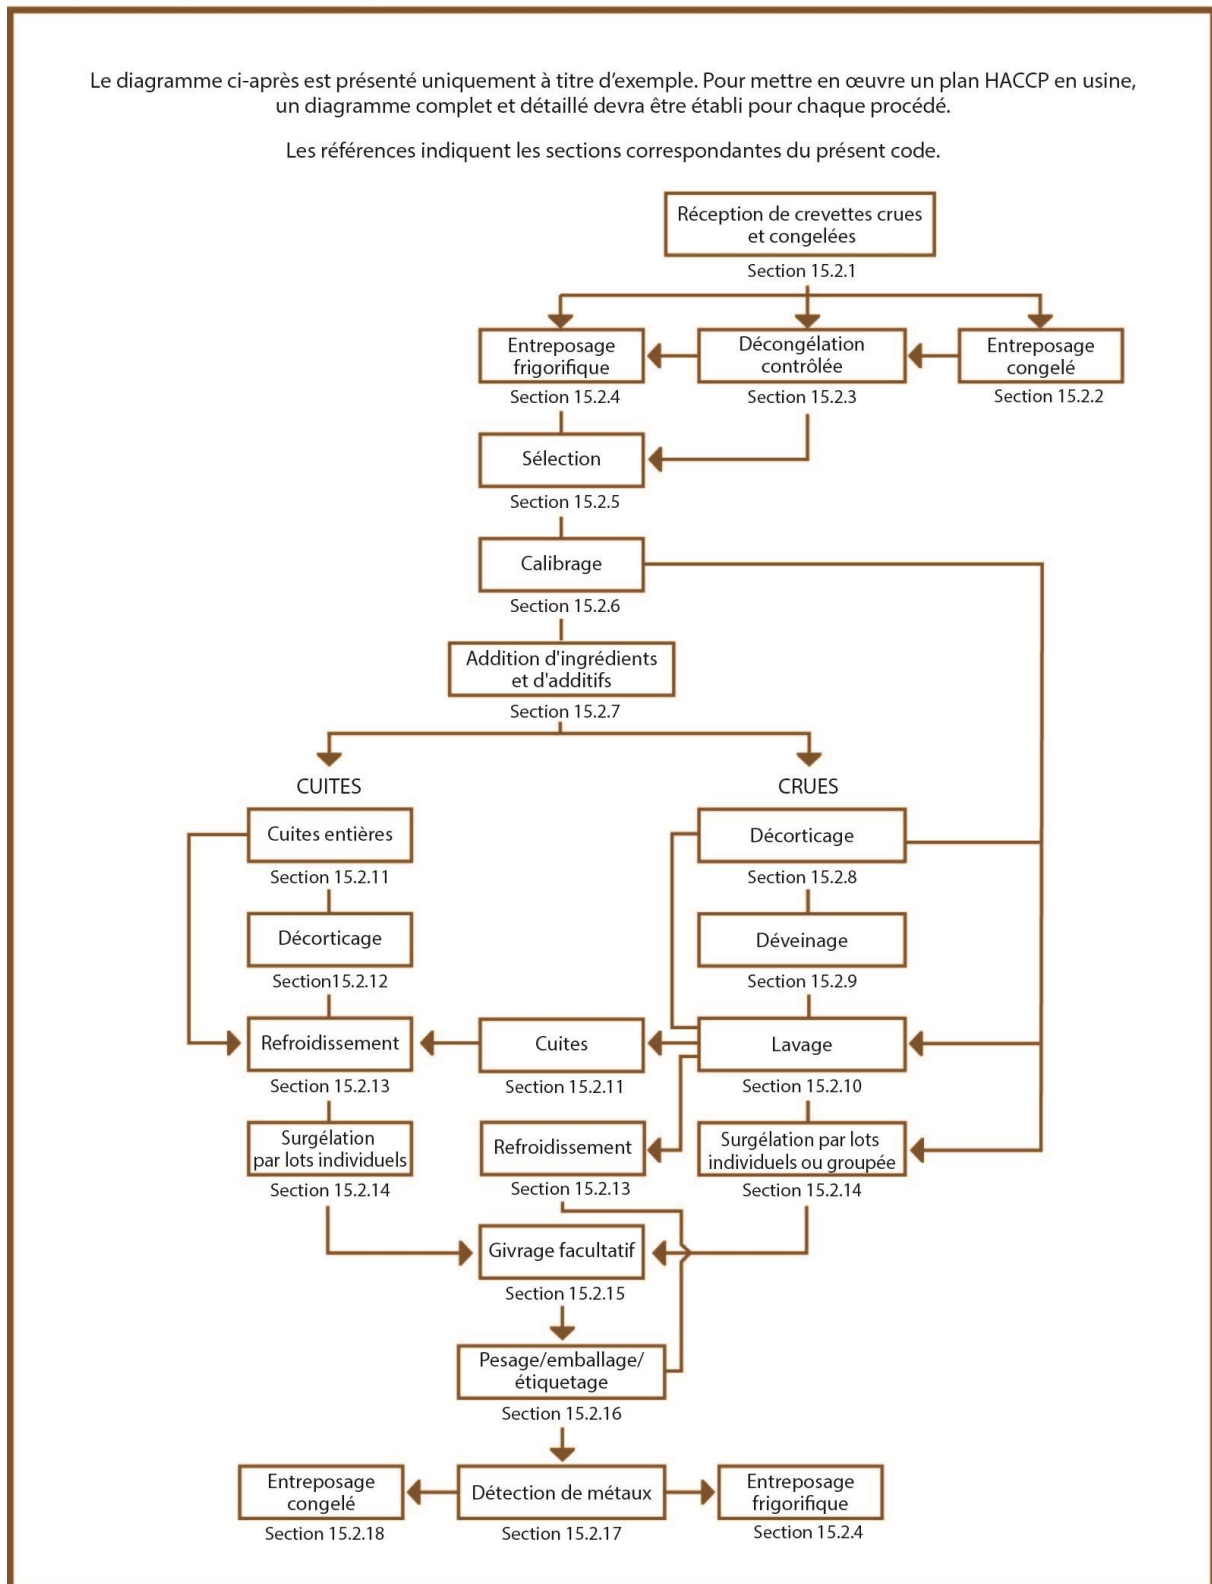 Le diagramme ci-après est présenté uniquement à titre d'exemple. Pour mettre en œuvre un plan HACCP en usine,
un diagramme complet et détaillé devra être établi pour chaque procédé.
Les références indiquent les sections correspondantes du présent code.
Réception de crevettes crues
et congelées
Section 15.2.1
Entreposage
frigorifique
Section 15.2.4
Décongélation
contrôlée
Section 15.2.3
Entreposage
congelé
Section 15.2.2
Sélection
Section 15.2.5
Calibrage
Section 15.2.6
Addition d'ingrédients
et d'additifs
Section 15.2.7
CUITES
CRUES
Cuites entières
Section 15.2.11
Décorticage
Section 15.2.8
Décorticage
Section15.2.12
Déveinage
Section 15.2.9
Refroidissement
Section 15.2.13
Cuites
Section 15.2.11
Lavage
Section 15.2.10
Surgélation
par lots individuels
Section 15.2.14
Refroidissement
Section 15.2.13
Surgélation par lots
individuels ou groupée
Section 15.2.14
Givrage facultatif
Section 15.2.15
Pesage/emballage/
étiquetage
Section 15.2.16
Entreposage
congelé
Section 15.2.18
Détection de métaux
Section 15.2.17
Entreposage
frigorifique
Section 15.2.4